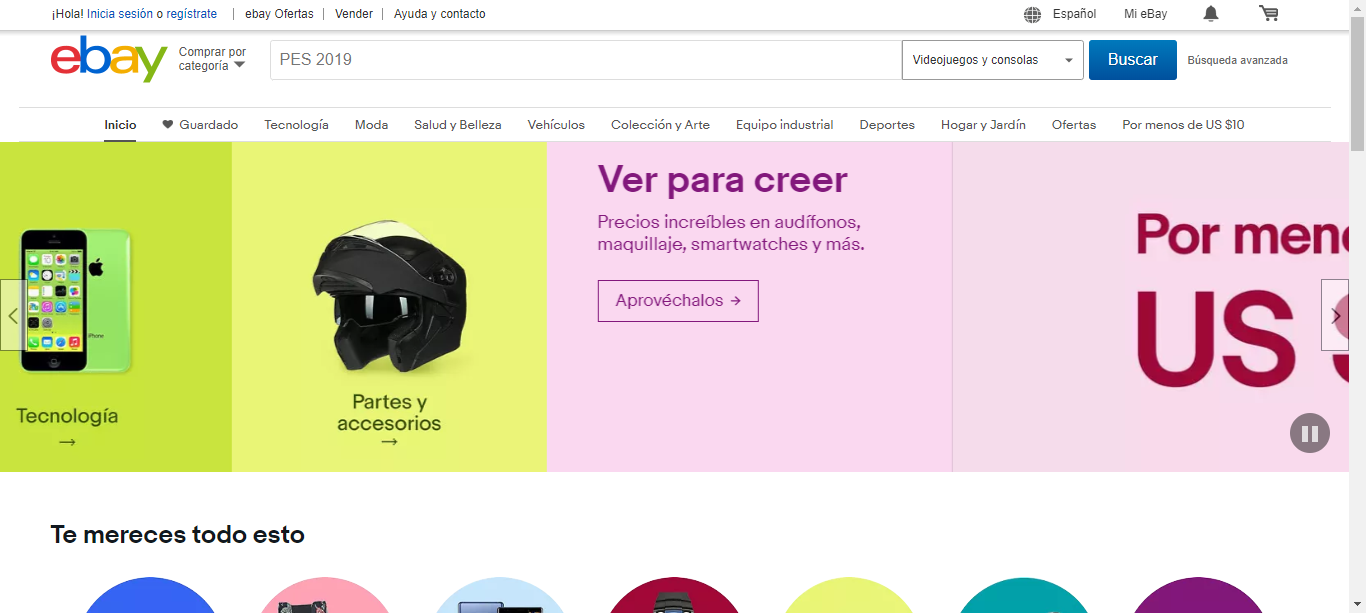 ¡Hola! Inicia sesión o regístrate
ebay Ofertas
Vender
Ayuda y contacto
Español
Mi eBay
ebay
Comprar por
categoría
PES 2019
Videojuegos y consolas
Buscar
Búsqueda avanzada
Inicio
Guardado
Tecnología
Moda
Salud y Belleza
Vehículos
Colección y Arte
Equipo industrial
Deportes
Hogar y Jardín
Ofertas
Por menos de US $10
Ver para creer
Precios increíbles en audífonos,
maquillaje, smartwatches y más.
Aprovéchalos →
Por meno
US
iPhone
Tecnología
→
Partes y
accesorios
→
Te mereces todo esto